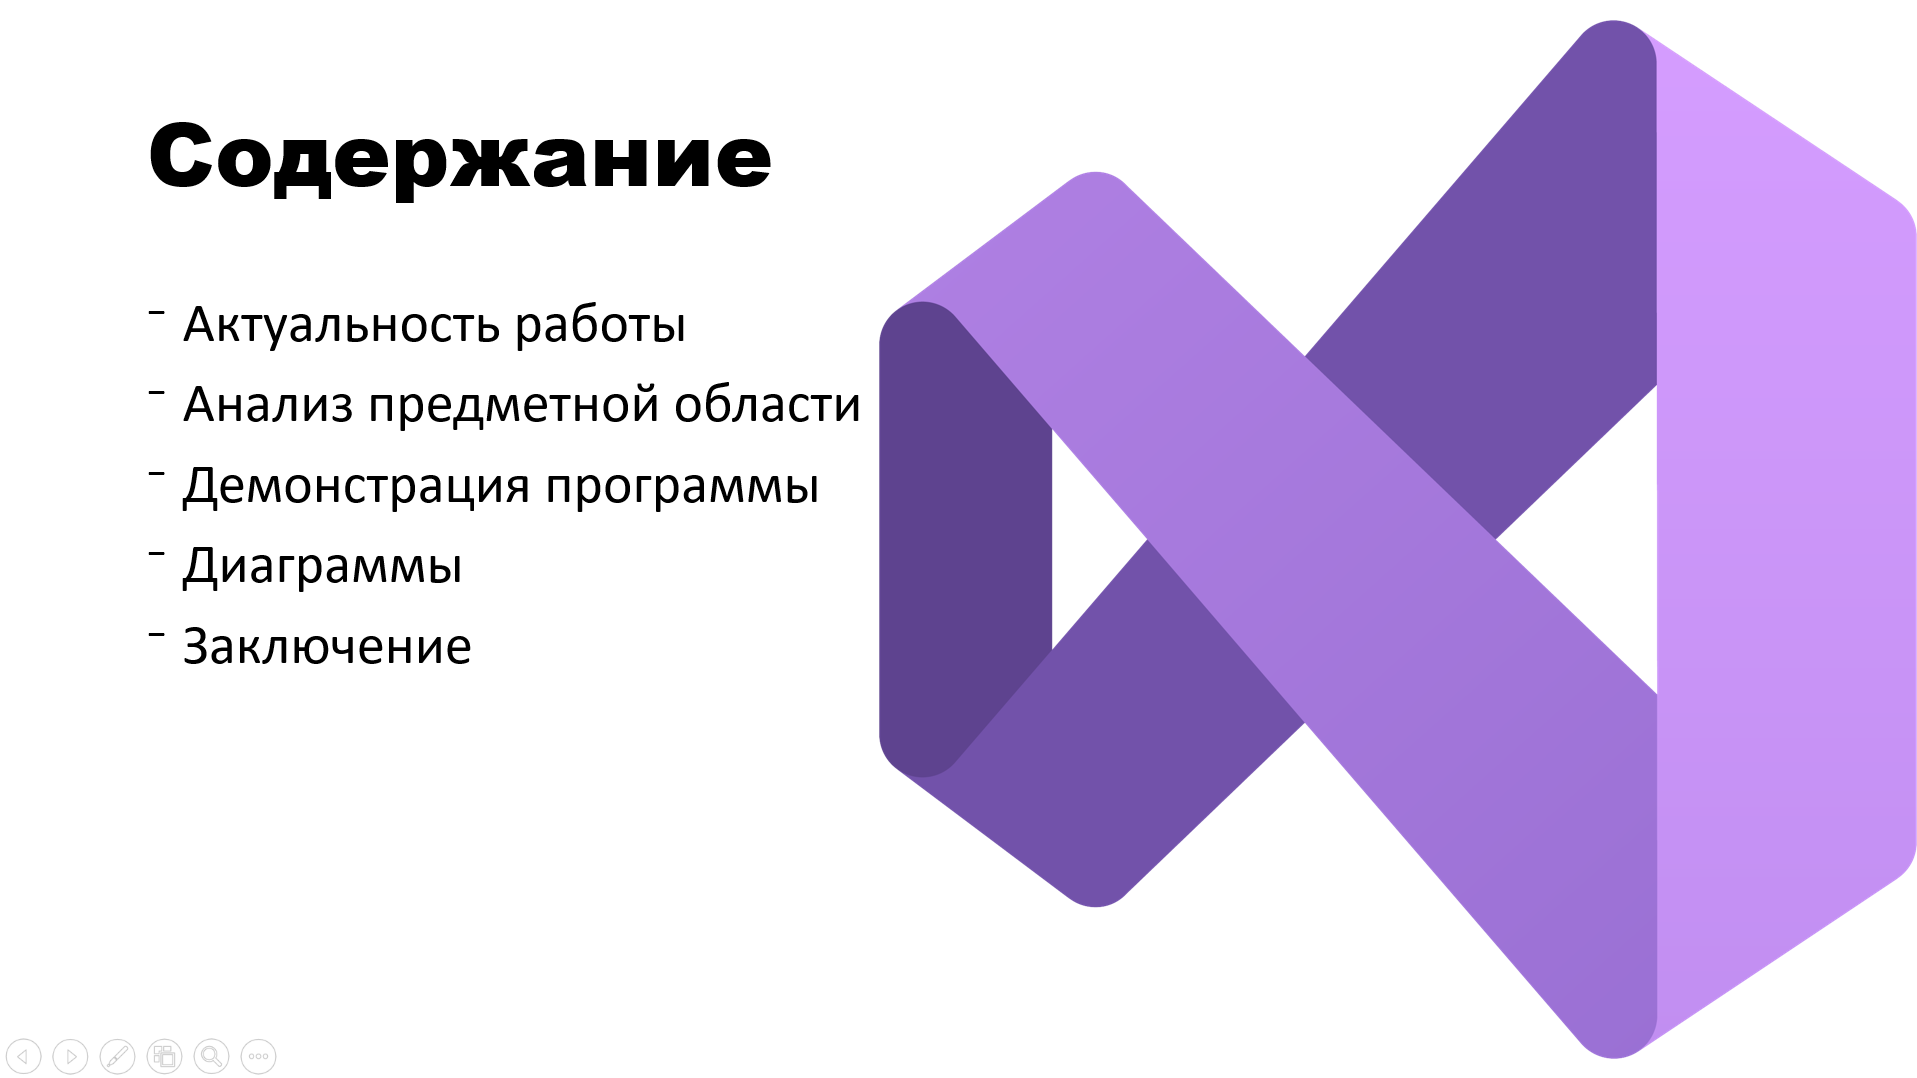 Содержание
- Актуальность работы
- Анализ предметной области
- Демонстрация программы
- Диаграммы
- Заключение